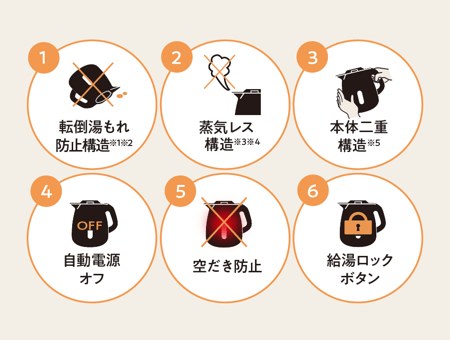 1
転倒湯もれ
防止構造※1※2
2
蒸気レス
構造※3※4
3
本体二重
構造※5
4
OFF
自動電源
オフ
5
空だき防止
6
給湯ロック
ボタン